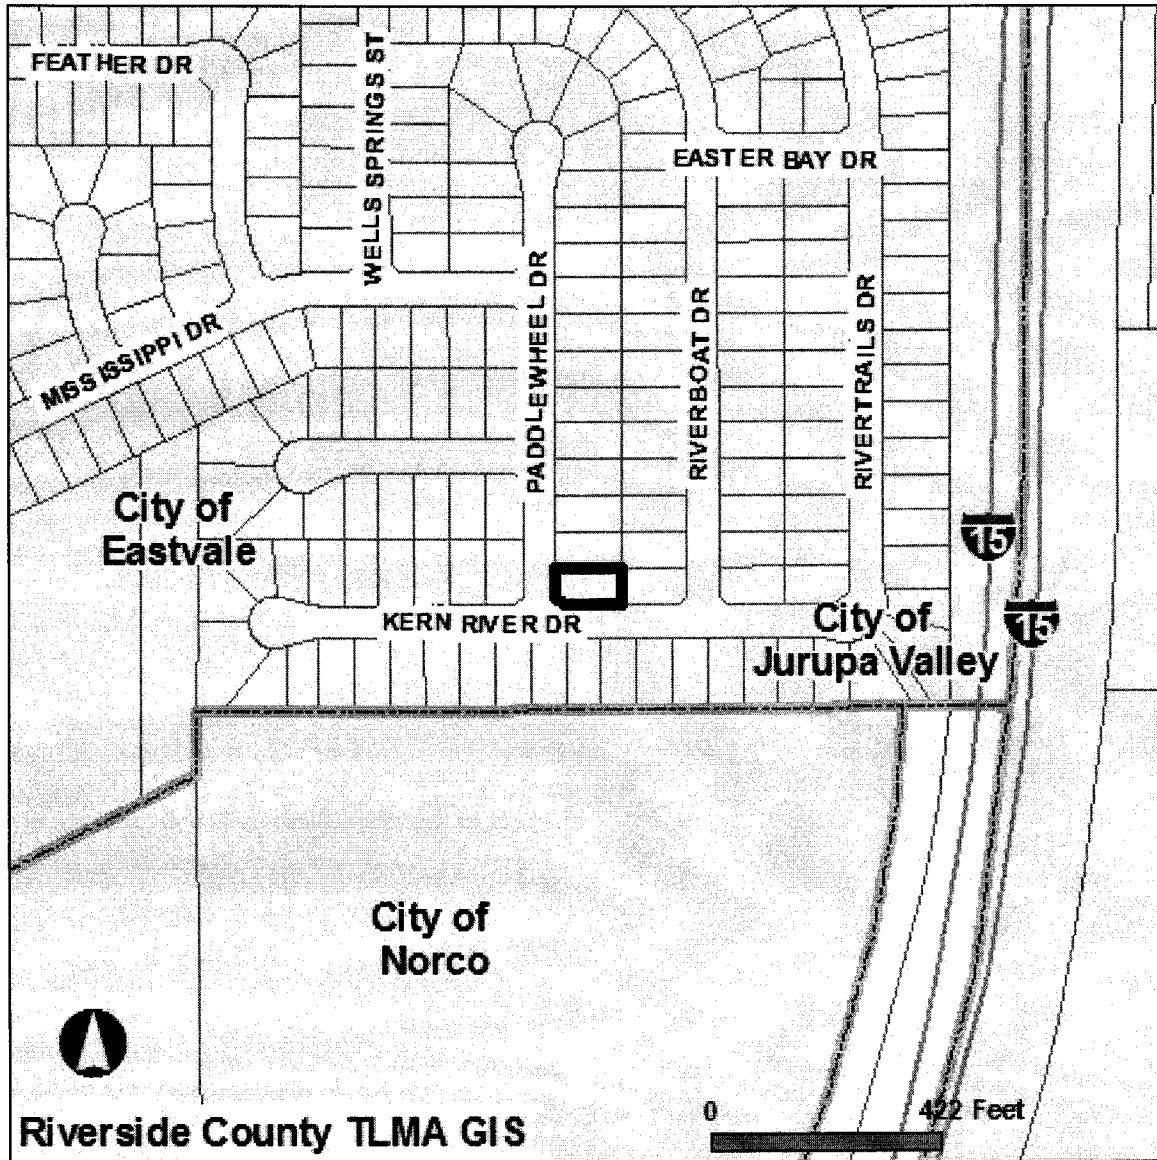 FEATHER DR
WELLS SPRINGS ST
EASTER BAY DR
MISSISSIPPI DR
PADDLEWHEEL DR
RIVERBOAT DR
RIVERTRAILS DR
City of
Eastvale
15
15
KERN RIVER DR
City of
Jurupa Valley
City of
Norco
0 422 Feet
Riverside County TLMA GIS